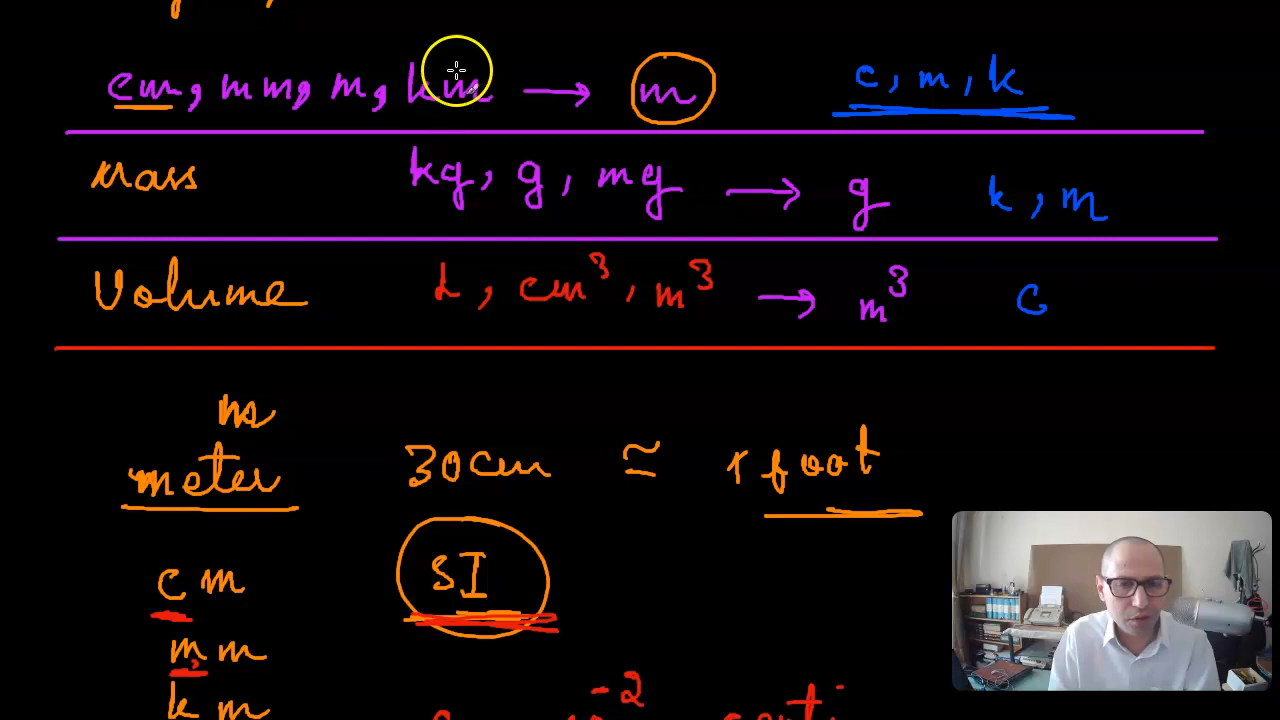 cm, mm, m, km → m c, m, k
Mass kg, g, mg → g k, m
Volume L, cm³, m³ → m³ c
m
meter 30cm ≅ 1 foot
SI
cm
mm
km